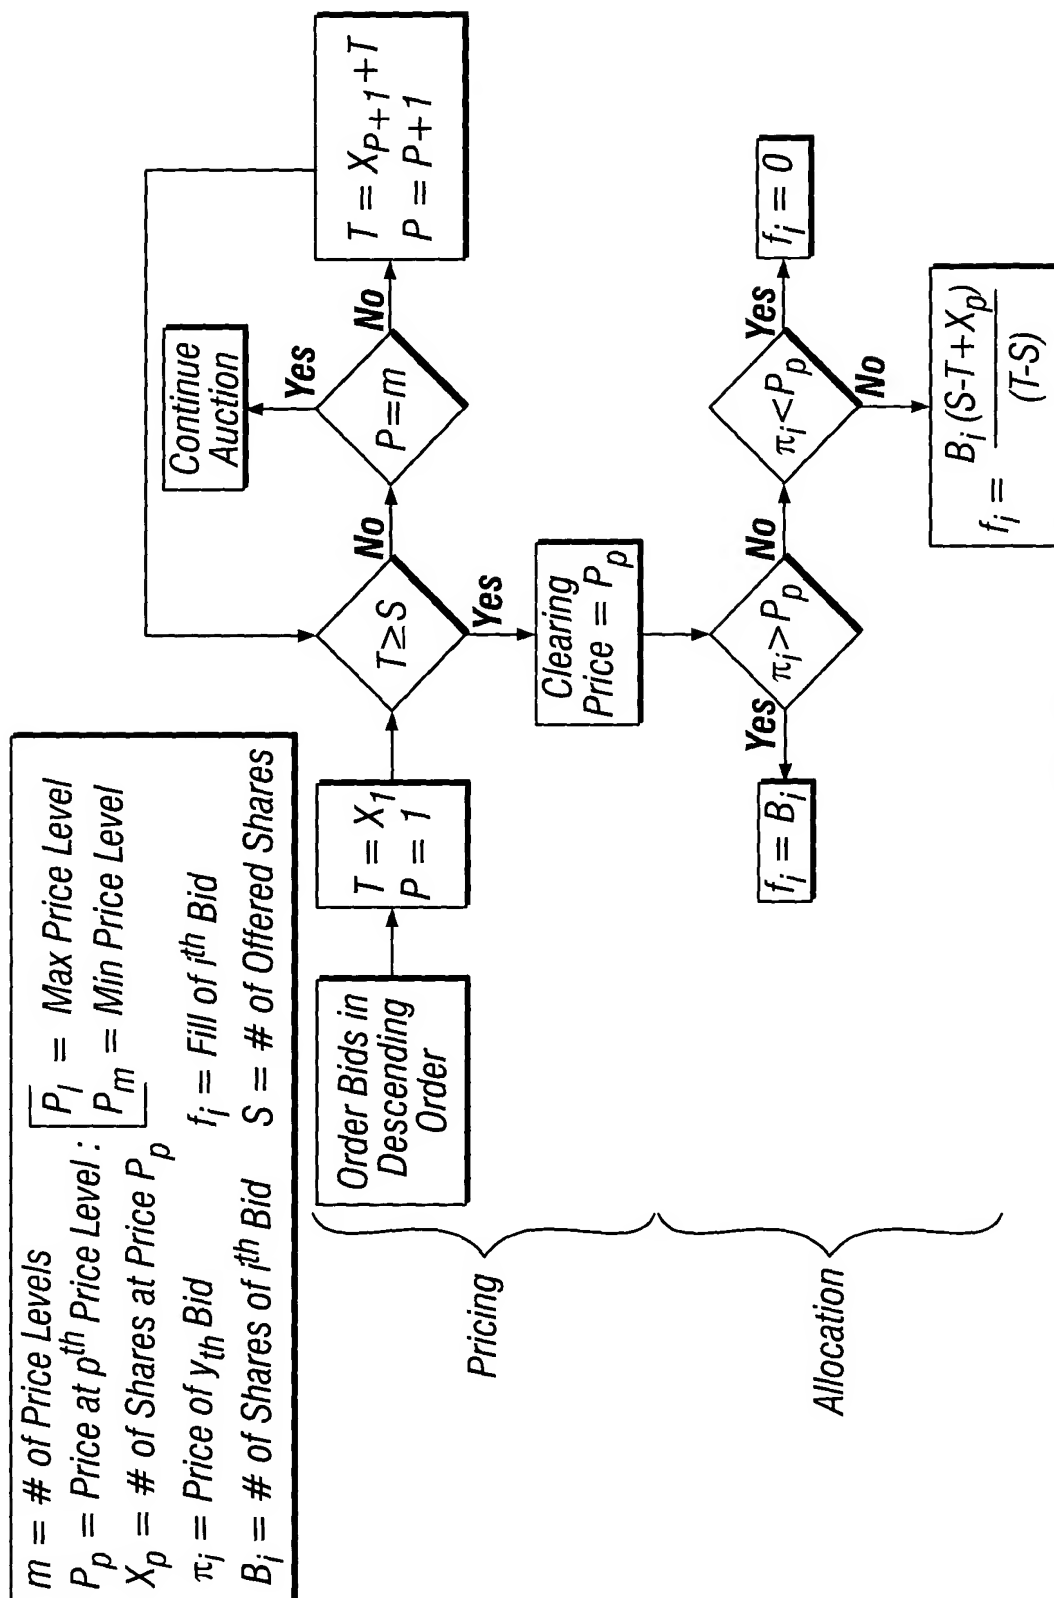 m = # of Price Levels
P_p = Price at p^th Price Level : P_l = Max Price Level
P_m = Min Price Level
X_p = # of Shares at Price P_p
π_i = Price of y_th Bid f_i = Fill of i^th Bid
B_i = # of Shares of i^th Bid S = # of Offered Shares
Pricing
Order Bids in
Descending
Order
T = X_1
P = 1
T ≥ S
No
Yes
P=m
Yes
No
Continue
Auction
T = X_P+1 + T
P = P+1
Clearing
Price = P_p
Allocation
π_i > P_p
Yes
No
f_i = B_i
π_i < P_p
Yes
No
f_i = 0
f_i = B_i (S-T+X_p) / (T-S)